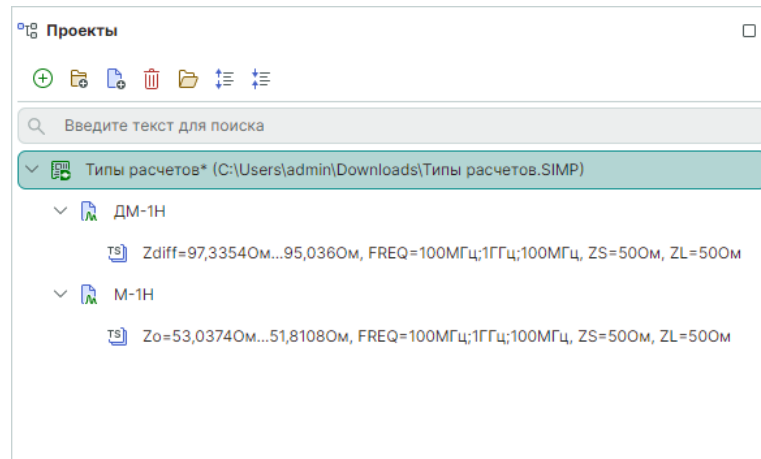 Проекты
Введите текст для поиска
Типы расчетов* (C:\Users\admin\Downloads\Типы расчетов.SIMP)
ДМ-1Н
TS Zdiff=97,3354Ом...95,036Ом, FREQ=100МГц;1ГГц;100МГц, ZS=50Ом, ZL=50Ом
М-1Н
TS Zo=53,0374Ом...51,8108Ом, FREQ=100МГц;1ГГц;100МГц, ZS=50Ом, ZL=50Ом